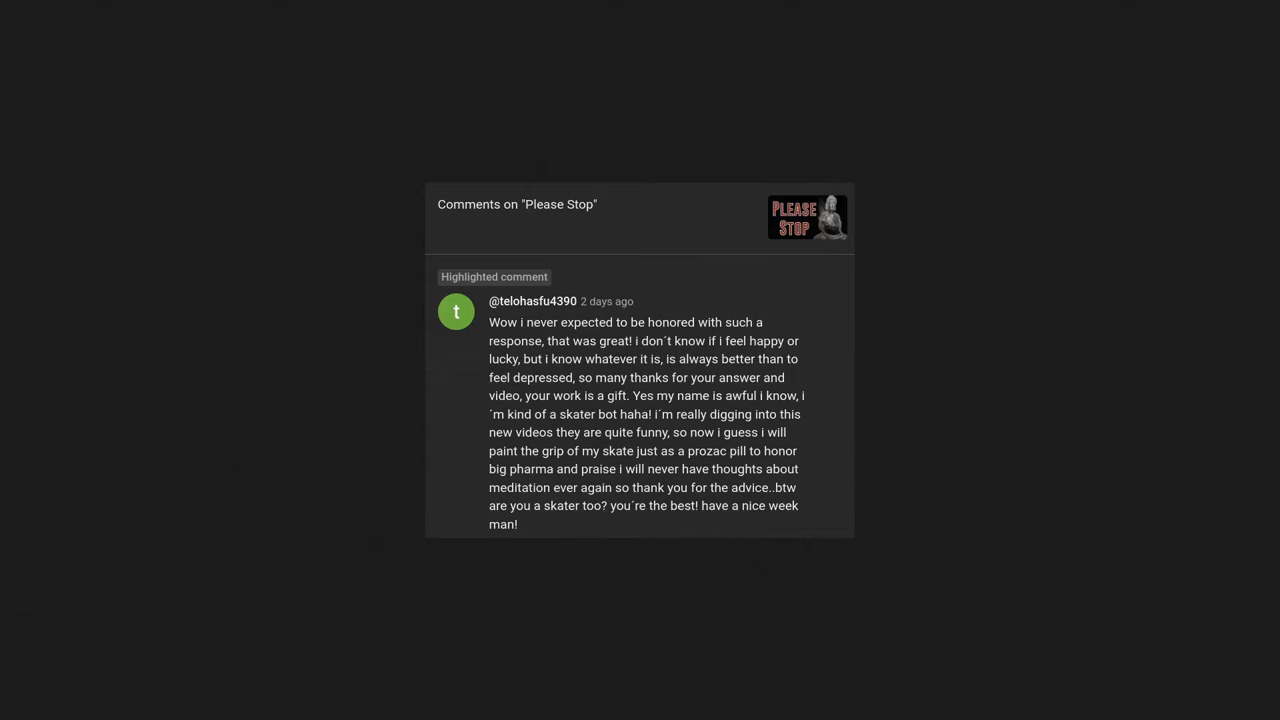 Comments on "Please Stop"
PLEASE
STOP
Highlighted comment
t
@telohasfu4390 2 days ago
Wow i never expected to be honored with such a
response, that was great! i don´t know if i feel happy or
lucky, but i know whatever it is, is always better than to
feel depressed, so many thanks for your answer and
video, your work is a gift. Yes my name is awful i know, i
´m kind of a skater bot haha! i´m really digging into this
new videos they are quite funny, so now i guess i will
paint the grip of my skate just as a prozac pill to honor
big pharma and praise i will never have thoughts about
meditation ever again so thank you for the advice..btw
are you a skater too? you´re the best! have a nice week
man!